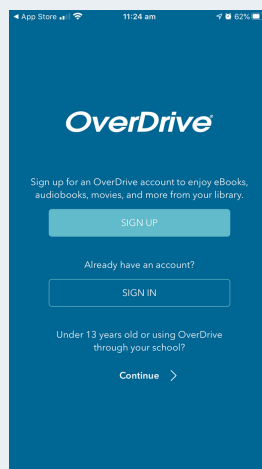 ◄ App Store 11:24 am 62%
OverDrive
Sign up for an OverDrive account to enjoy eBooks,
audiobooks, movies, and more from your library.
SIGN UP
Already have an account?
SIGN IN
Under 13 years old or using OverDrive
through your school?
Continue >